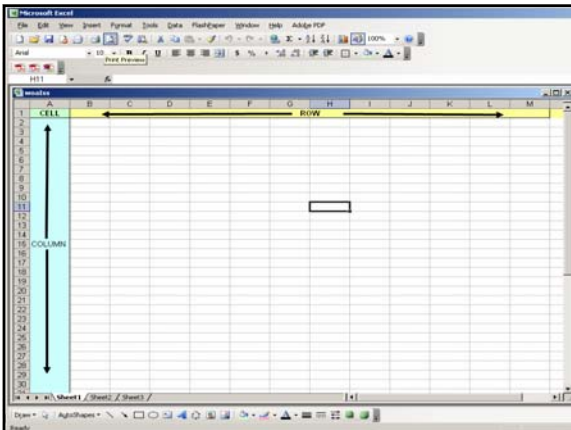 Microsoft Excel
File Edit View Insert Format Tools Data FlashPaper Window Help Adobe PDF
100%
Arial 10 B I U $ % ,
Print Preview
H11 fx
A B C D E F G H I J K L M
1 CELL ROW
2
3
4
5
6
7
8
9
10
11
12
13
14
15 COLUMN
16
17
18
19
20
21
22
23
24
25
26
27
28
29
30
Sheet1 / Sheet2 / Sheet3 /
Draw AutoShapes
Ready